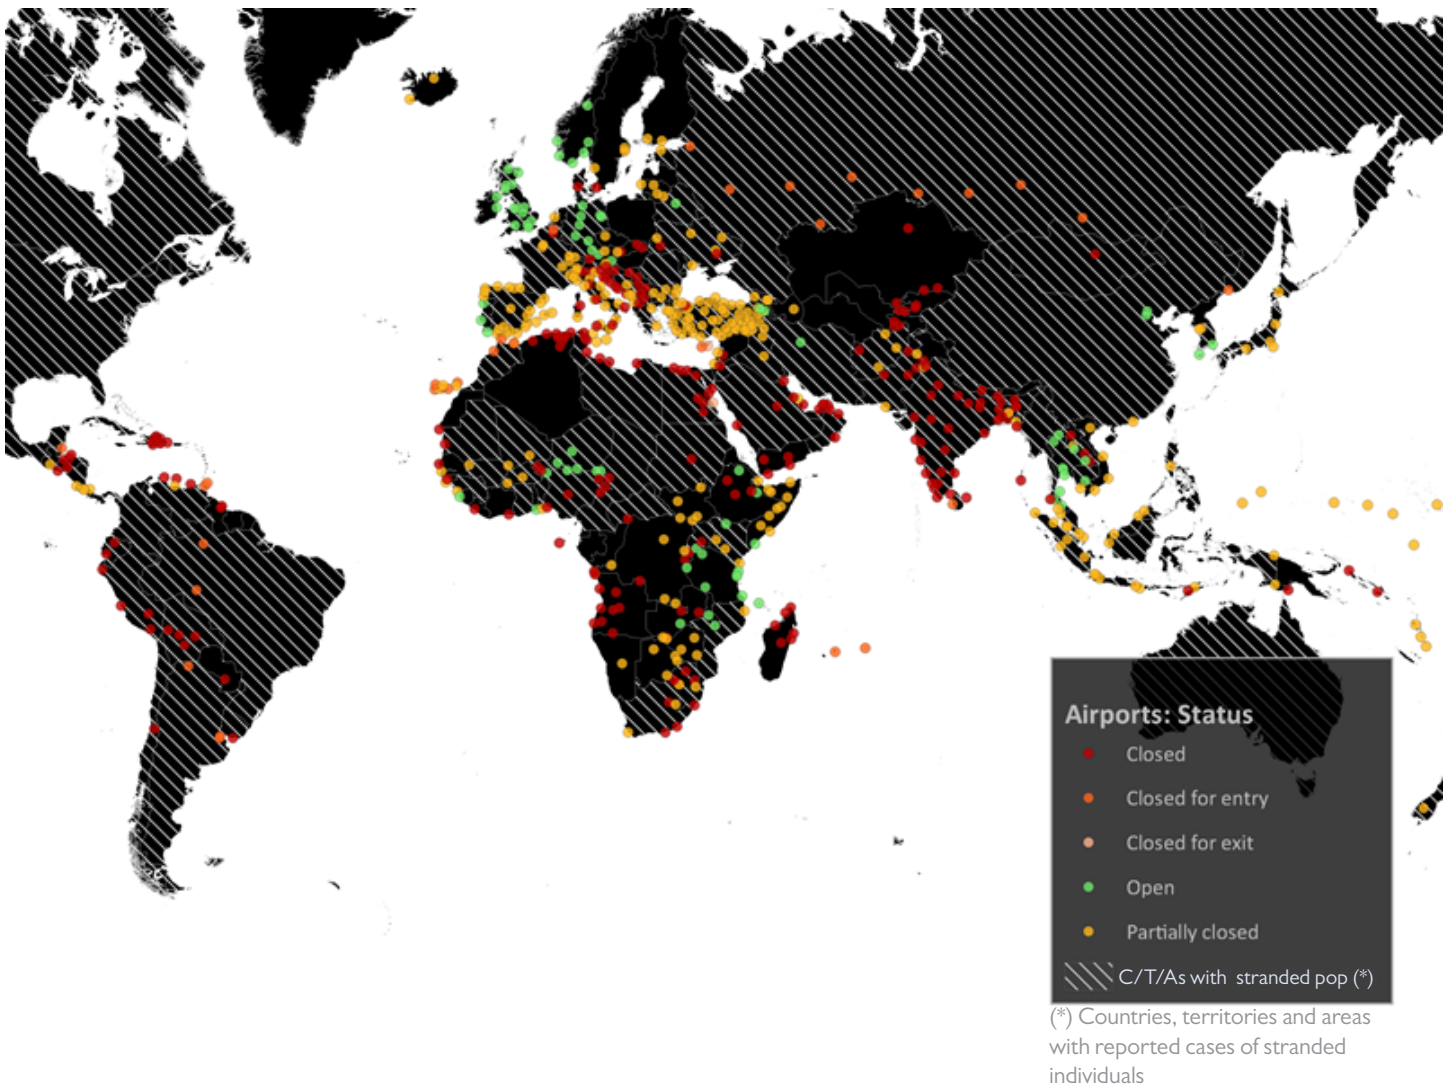 Airports: Status
Closed
Closed for entry
Closed for exit
Open
Partially closed
C/T/As with stranded pop (*)
(*) Countries, territories and areas
with reported cases of stranded
individuals